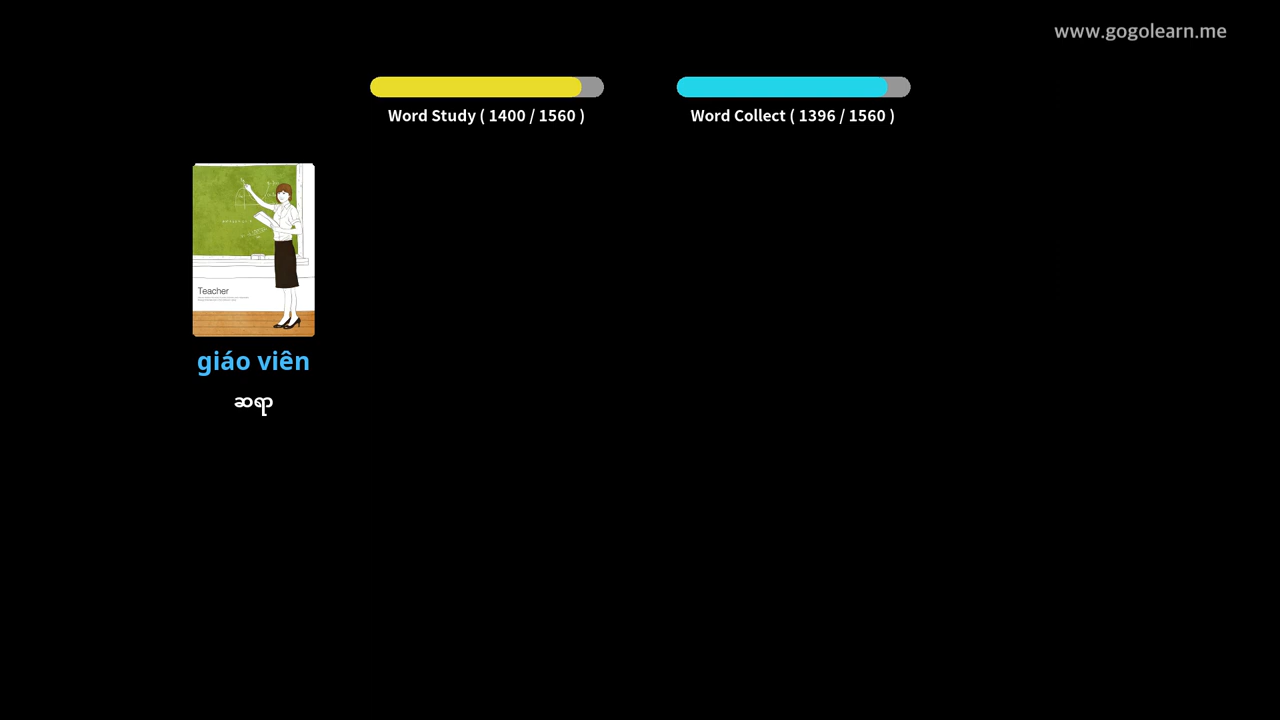 www.gogolearn.me
Word Study ( 1400 / 1560 )
Word Collect ( 1396 / 1560 )
Teacher
giáo viên
ဆရာ